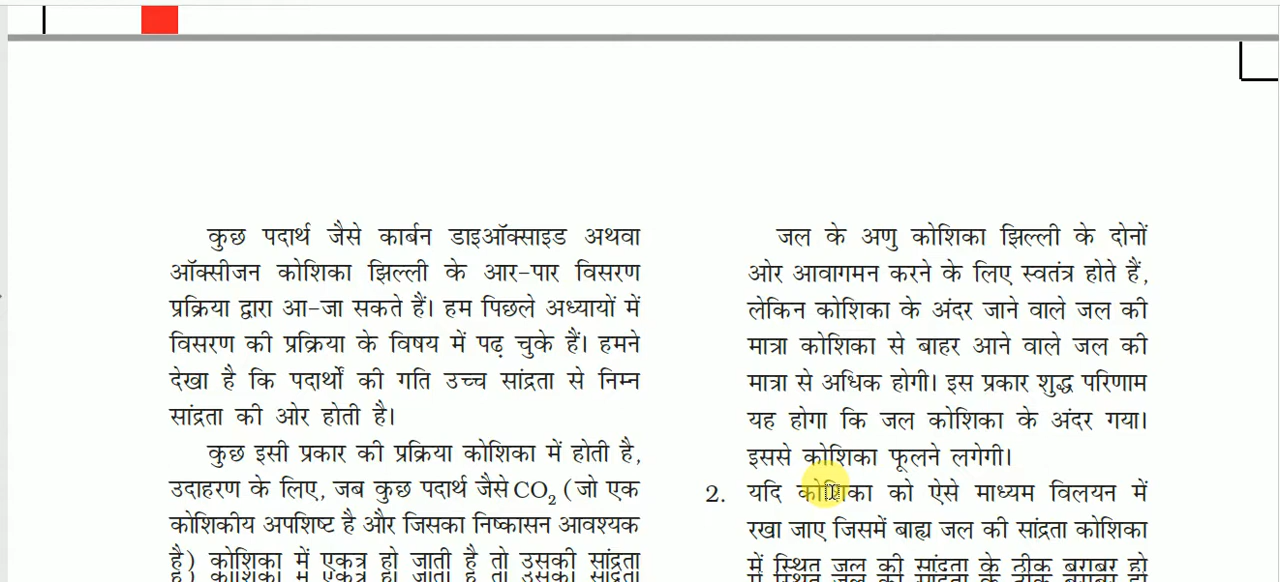 कुछ पदार्थ जैसे कार्बन डाइऑक्साइड अथवा
ऑक्सीजन कोशिका झिल्ली के आर-पार विसरण
प्रक्रिया द्वारा आ-जा सकते हैं। हम पिछले अध्यायों में
विसरण की प्रक्रिया के विषय में पढ़ चुके हैं। हमने
देखा है कि पदार्थों की गति उच्च सांद्रता से निम्न
सांद्रता की ओर होती है।
कुछ इसी प्रकार की प्रक्रिया कोशिका में होती है,
उदाहरण के लिए, जब कुछ पदार्थ जैसे CO₂ (जो एक
कोशिकीय अपशिष्ट है और जिसका निष्कासन आवश्यक
है) कोशिका में एकत्र हो जाती है तो उसकी सांद्रता
जल के अणु कोशिका झिल्ली के दोनों
ओर आवागमन करने के लिए स्वतंत्र होते हैं,
लेकिन कोशिका के अंदर जाने वाले जल की
मात्रा कोशिका से बाहर आने वाले जल की
मात्रा से अधिक होगी। इस प्रकार शुद्ध परिणाम
यह होगा कि जल कोशिका के अंदर गया।
इससे कोशिका फूलने लगेगी।
2. यदि कोशिका को ऐसे माध्यम विलयन में
रखा जाए जिसमें बाह्य जल की सांद्रता कोशिका
में स्थित जल की सांद्रता के ठीक बराबर हो